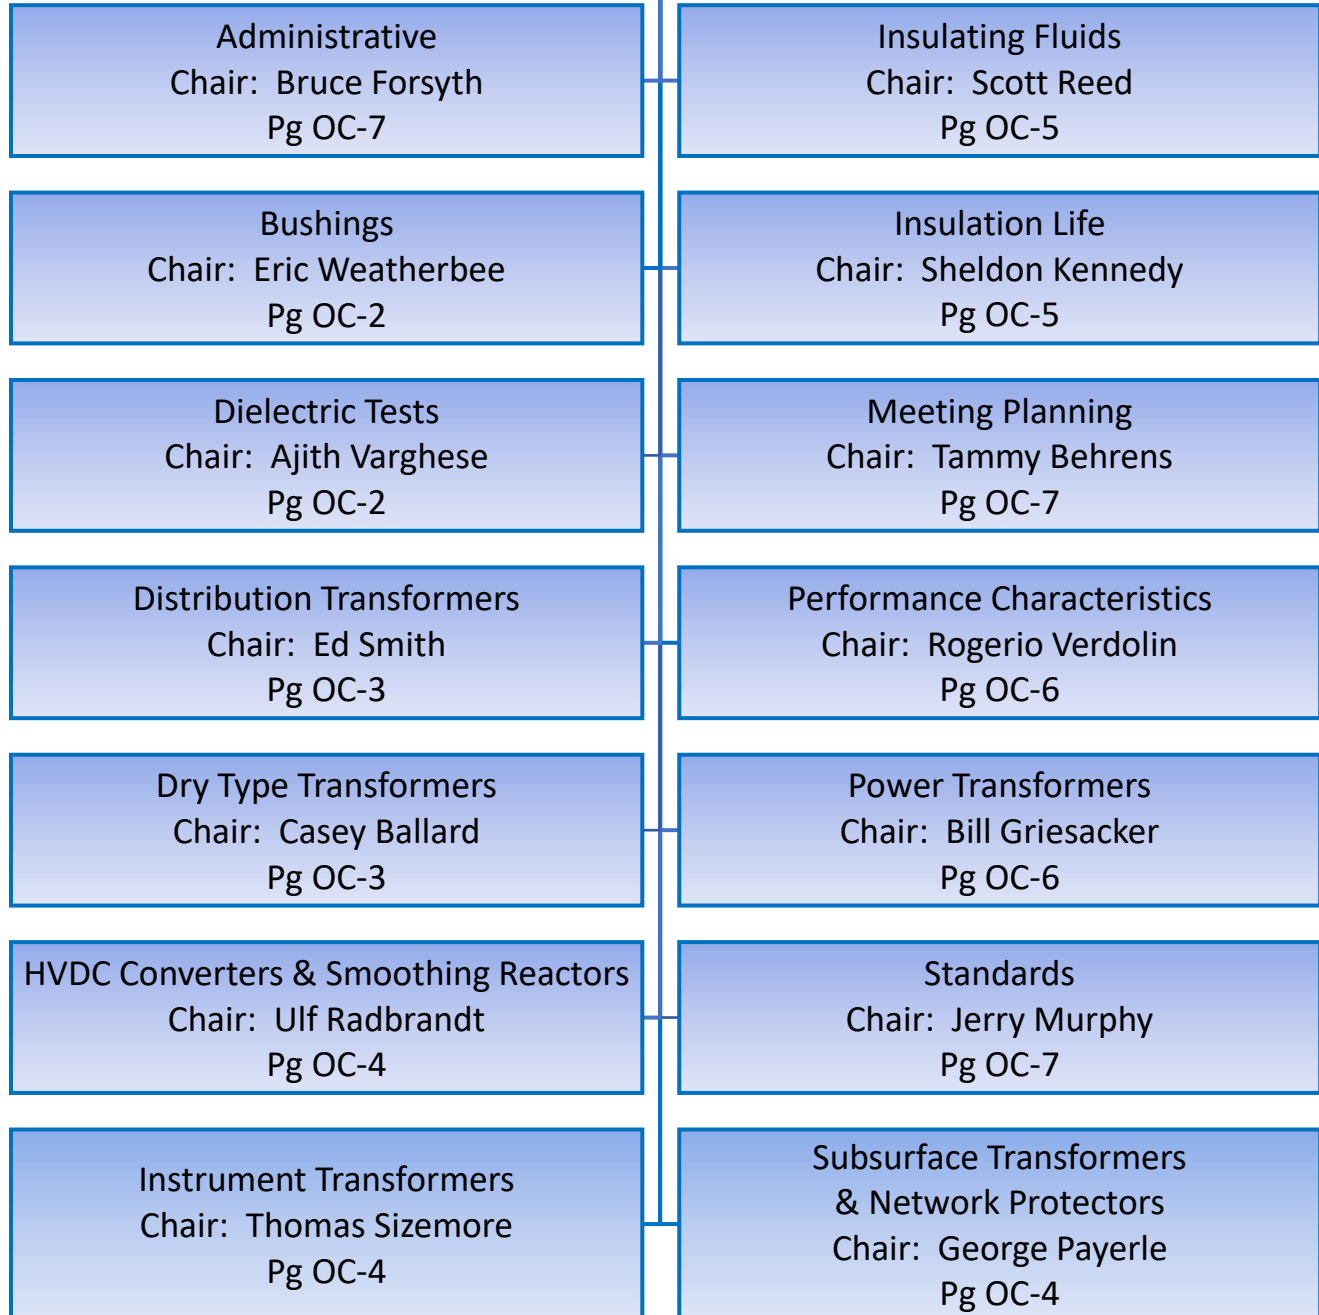 Administrative
Chair:  Bruce Forsyth
Pg OC-7
Bushings
Chair:  Eric Weatherbee
Pg OC-2
Dielectric Tests
Chair:  Ajith Varghese
Pg OC-2
Distribution Transformers
Chair:  Ed Smith
Pg OC-3
Dry Type Transformers
Chair:  Casey Ballard
Pg OC-3
HVDC Converters & Smoothing Reactors
Chair:  Ulf Radbrandt
Pg OC-4
Instrument Transformers
Chair:  Thomas Sizemore
Pg OC-4
Insulating Fluids
Chair:  Scott Reed
Pg OC-5
Insulation Life
Chair:  Sheldon Kennedy
Pg OC-5
Meeting Planning
Chair:  Tammy Behrens
Pg OC-7
Performance Characteristics
Chair:  Rogerio Verdolin
Pg OC-6
Power Transformers
Chair:  Bill Griesacker
Pg OC-6
Standards
Chair:  Jerry Murphy
Pg OC-7
Subsurface Transformers
& Network Protectors
Chair:  George Payerle
Pg OC-4